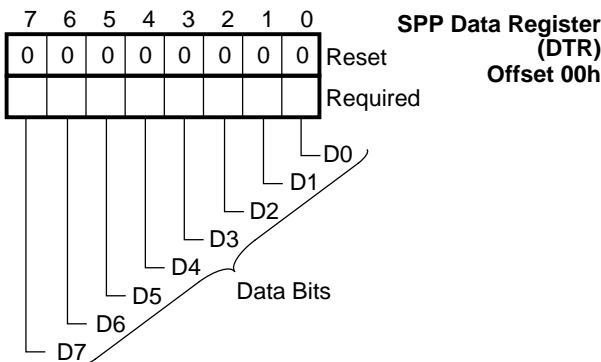 7 6 5 4 3 2 1 0
SPP Data Register
(DTR)
Offset 00h
0 0 0 0 0 0 0 0 Reset
Required
D0
D1
D2
D3
D4
D5
D6
D7
Data Bits